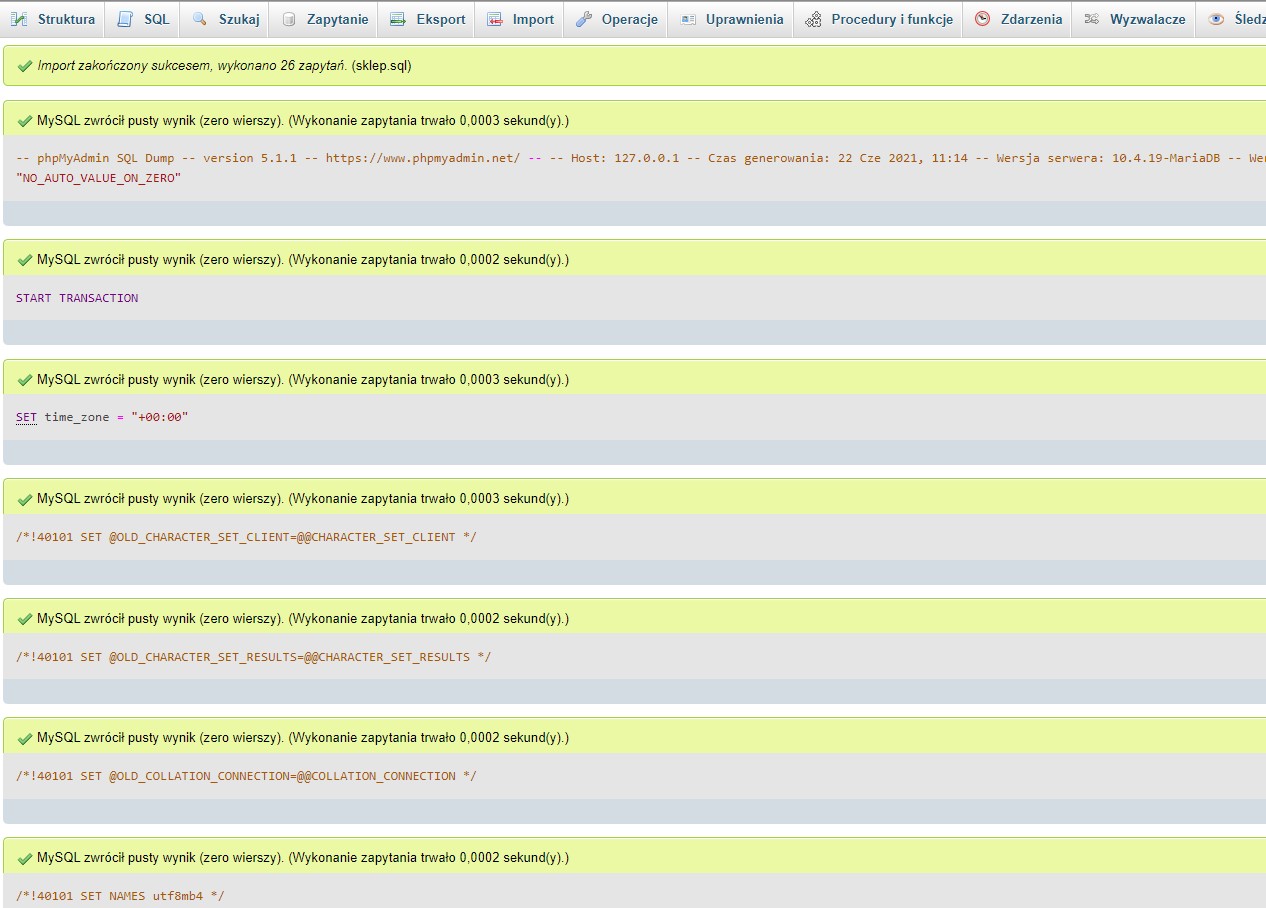 Struktura SQL Szukaj Zapytanie Eksport Import Operacje Uprawnienia Procedury i funkcje Zdarzenia Wyzwalacze
Import zakończony sukcesem, wykonano 26 zapytań. (sklep.sql)
MySQL zwrócił pusty wynik (zero wierszy). (Wykonanie zapytania trwało 0,0003 sekund(y).)
-- phpMyAdmin SQL Dump -- version 5.1.1 -- https://www.phpmyadmin.net/ -- -- Host: 127.0.0.1 -- Czas generowania: 22 Cze 2021, 11:14 -- Wersja serwera: 10.4.19-MariaDB --
"NO_AUTO_VALUE_ON_ZERO"
MySQL zwrócił pusty wynik (zero wierszy). (Wykonanie zapytania trwało 0,0002 sekund(y).)
START TRANSACTION
MySQL zwrócił pusty wynik (zero wierszy). (Wykonanie zapytania trwało 0,0003 sekund(y).)
SET time_zone = "+00:00"
MySQL zwrócił pusty wynik (zero wierszy). (Wykonanie zapytania trwało 0,0003 sekund(y).)
/*!40101 SET @OLD_CHARACTER_SET_CLIENT=@@CHARACTER_SET_CLIENT */
MySQL zwrócił pusty wynik (zero wierszy). (Wykonanie zapytania trwało 0,0002 sekund(y).)
/*!40101 SET @OLD_CHARACTER_SET_RESULTS=@@CHARACTER_SET_RESULTS */
MySQL zwrócił pusty wynik (zero wierszy). (Wykonanie zapytania trwało 0,0002 sekund(y).)
/*!40101 SET @OLD_COLLATION_CONNECTION=@@COLLATION_CONNECTION */
MySQL zwrócił pusty wynik (zero wierszy). (Wykonanie zapytania trwało 0,0002 sekund(y).)
/*!40101 SET NAMES utf8mb4 */